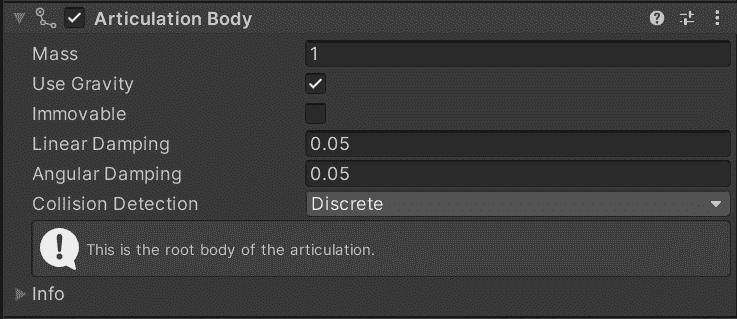 Articulation Body
Mass 1
Use Gravity
Immovable
Linear Damping 0.05
Angular Damping 0.05
Collision Detection Discrete
This is the root body of the articulation.
Info